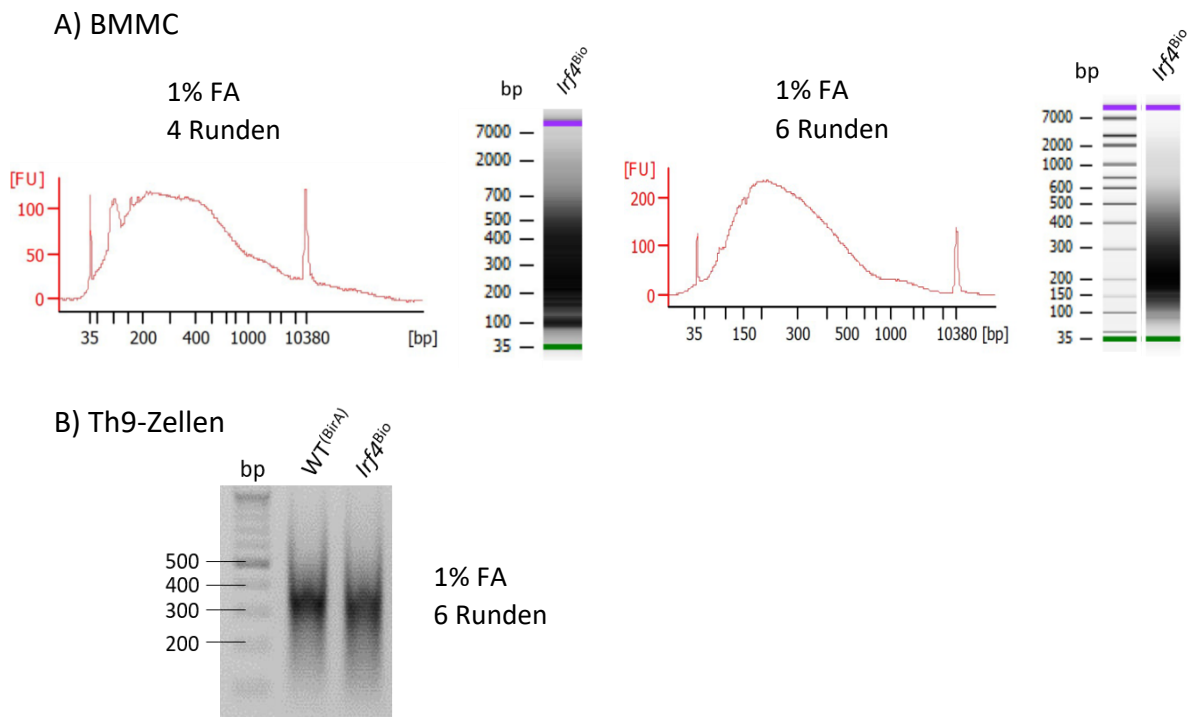 A) BMMC
1% FA
4 Runden
[FU]
100
50
0
35 200 400 1000 10380 [bp]
bp Irf4Bio
7000
2000
700
500
400
300
200
100
35
1% FA
6 Runden
[FU]
200
100
0
35 150 300 500 1000 10380 [bp]
bp Irf4Bio
7000
2000
1000
600
500
400
300
200
150
100
35
B) Th9-Zellen
bp WT(BirA) Irf4Bio
500
400
300
200
1% FA
6 Runden